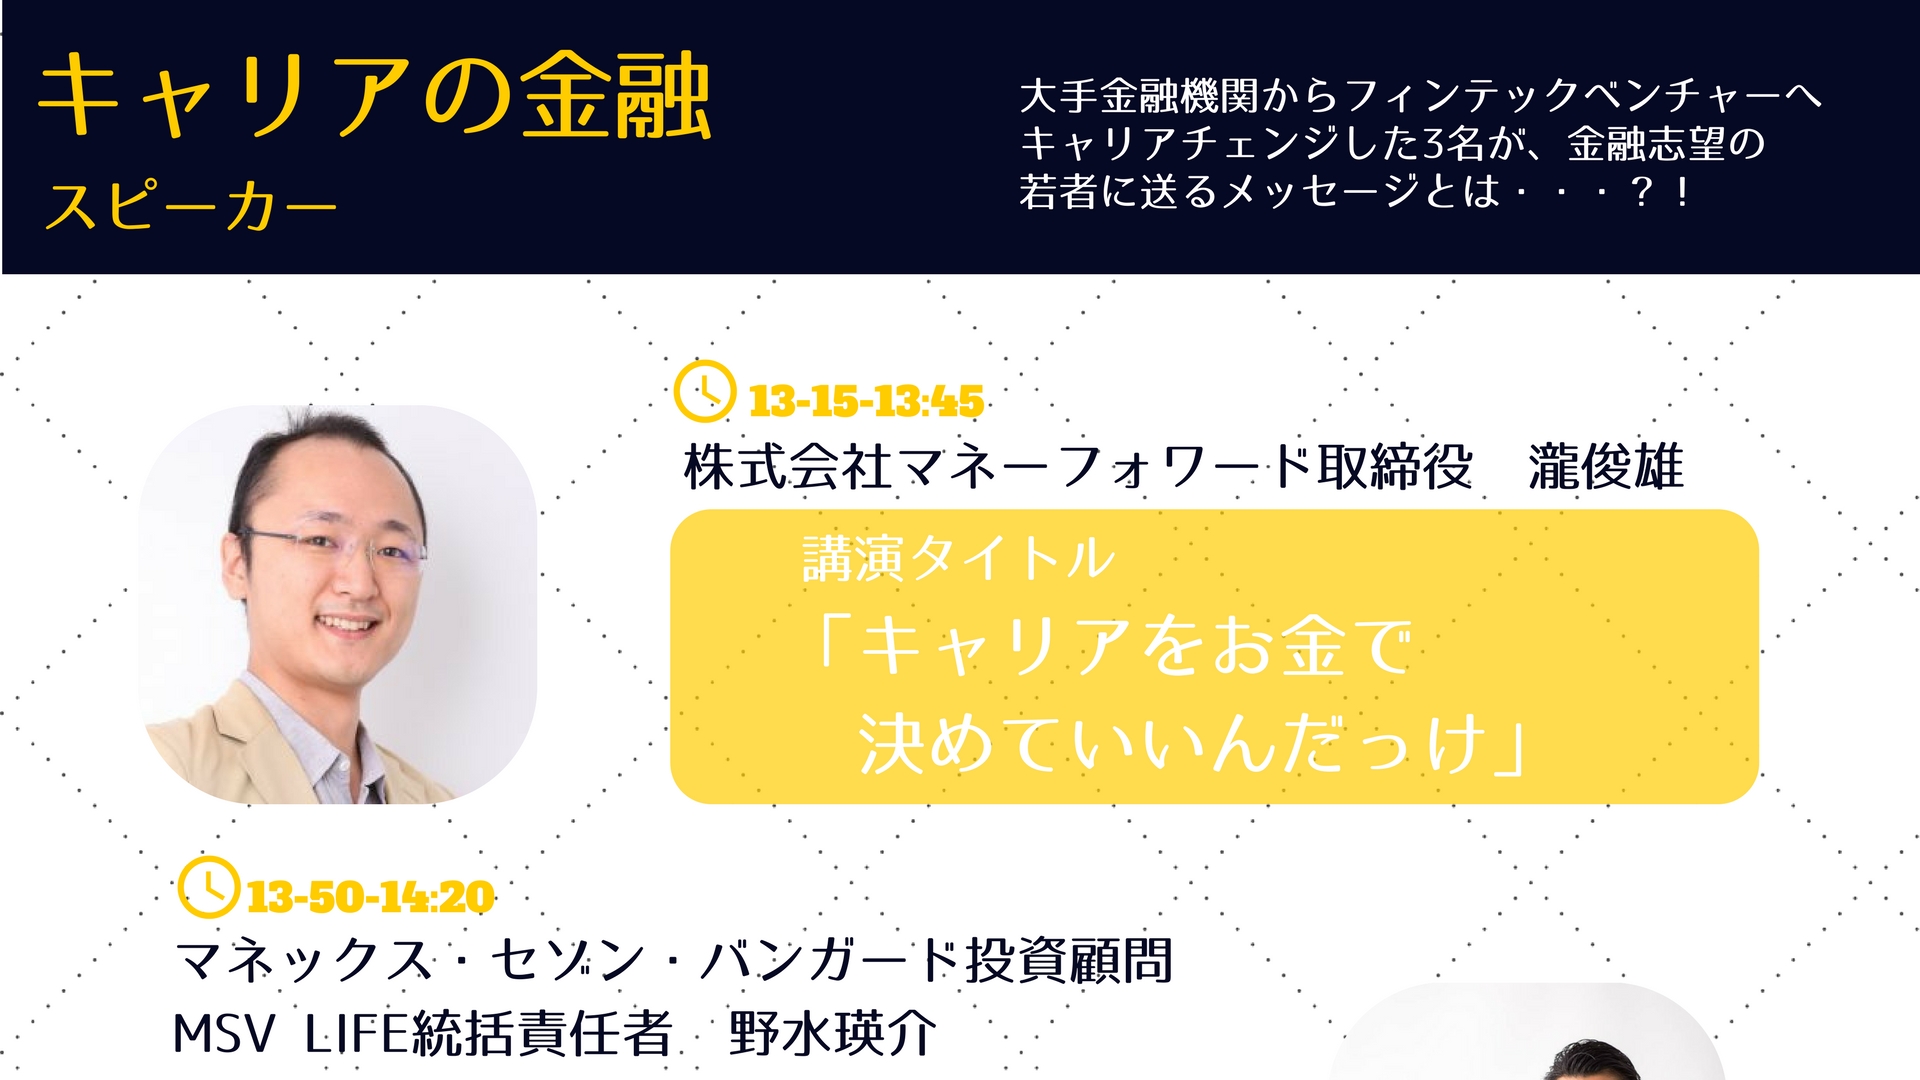 キャリアの金融
スピーカー
大手金融機関からフィンテックベンチャーへ
キャリアチェンジした3名が、金融志望の
若者に送るメッセージとは・・・？！
13-15-13:45
株式会社マネーフォワード取締役　瀧俊雄
講演タイトル
「キャリアをお金で
決めていいんだっけ」
13-50-14:20
マネックス・セゾン・バンガード投資顧問
MSV LIFE統括責任者　野水瑛介